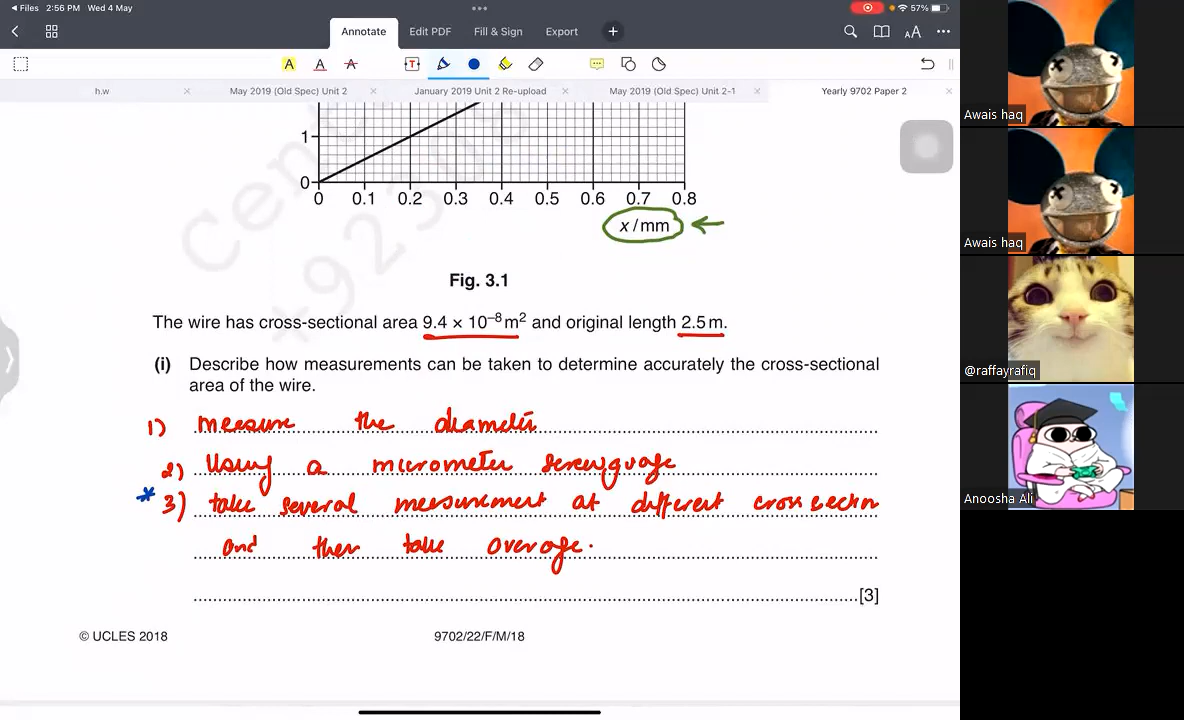 Files 2:56 PM Wed 4 May
57%
Annotate Edit PDF Fill & Sign Export
h.w May 2019 (Old Spec) Unit 2 January 2019 Unit 2 Re-upload May 2019 (Old Spec) Unit 2-1 Yearly 9702 Paper 2
1
0
0 0.1 0.2 0.3 0.4 0.5 0.6 0.7 0.8
x / mm
Fig. 3.1
The wire has cross-sectional area 9.4 × 10⁻⁸ m² and original length 2.5 m.
(i) Describe how measurements can be taken to determine accurately the cross-sectional
area of the wire.
1) measure the diameter
2) Using a micrometer screw guage
* 3) take several measurement at different cross section
and then take average.
[3]
© UCLES 2018 9702/22/F/M/18
Awais haq
Awais haq
@raffayrafiq
Anoosha Ali